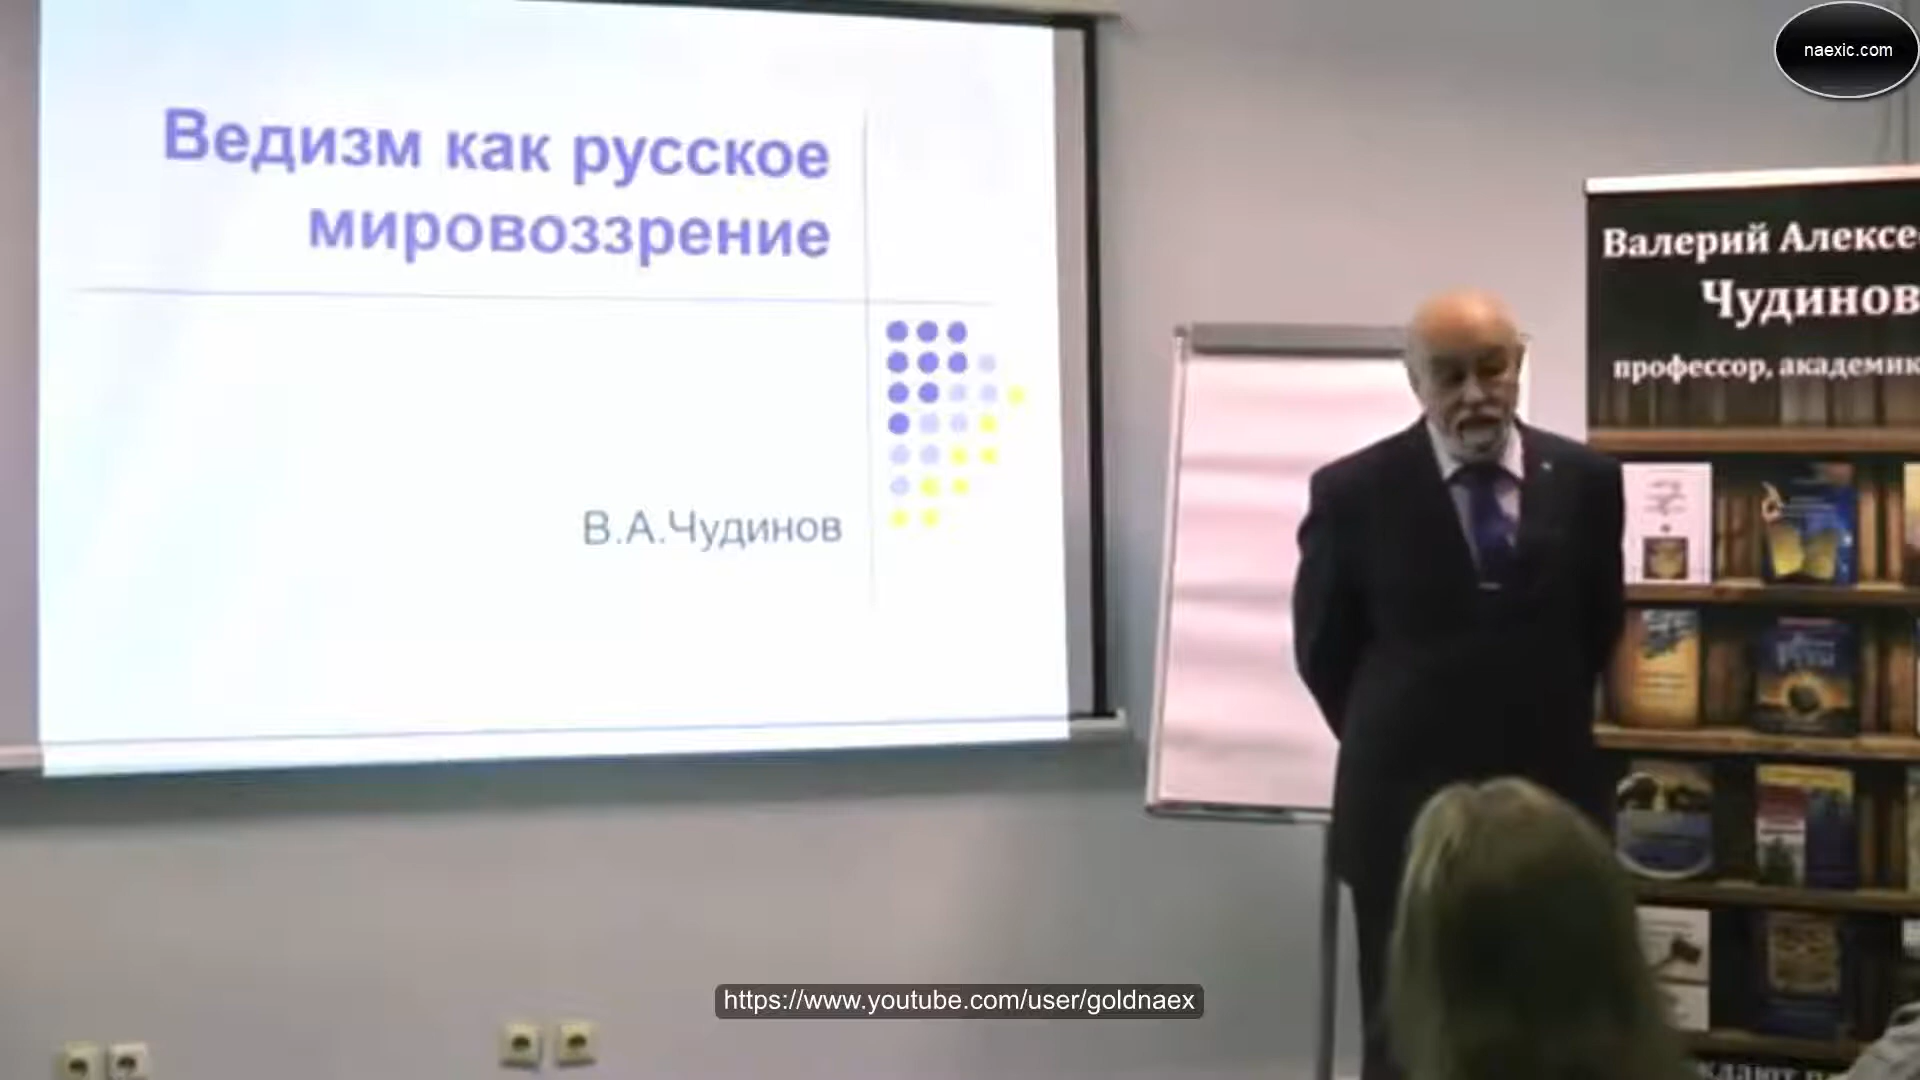 Ведизм как русское
мировоззрение
В.А.Чудинов
naexic.com
Валерий Алексе
Чудинов
профессор, академик
https://www.youtube.com/user/goldnaex